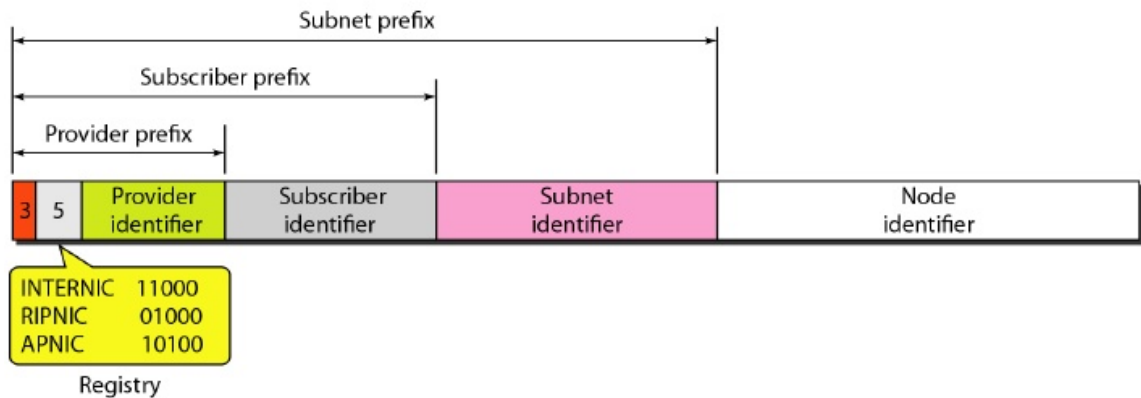 Subnet prefix
Subscriber prefix
Provider prefix
3
5
Provider
identifier
Subscriber
identifier
Subnet
identifier
Node
identifier
INTERNIC 11000
RIPNIC 01000
APNIC 10100
Registry